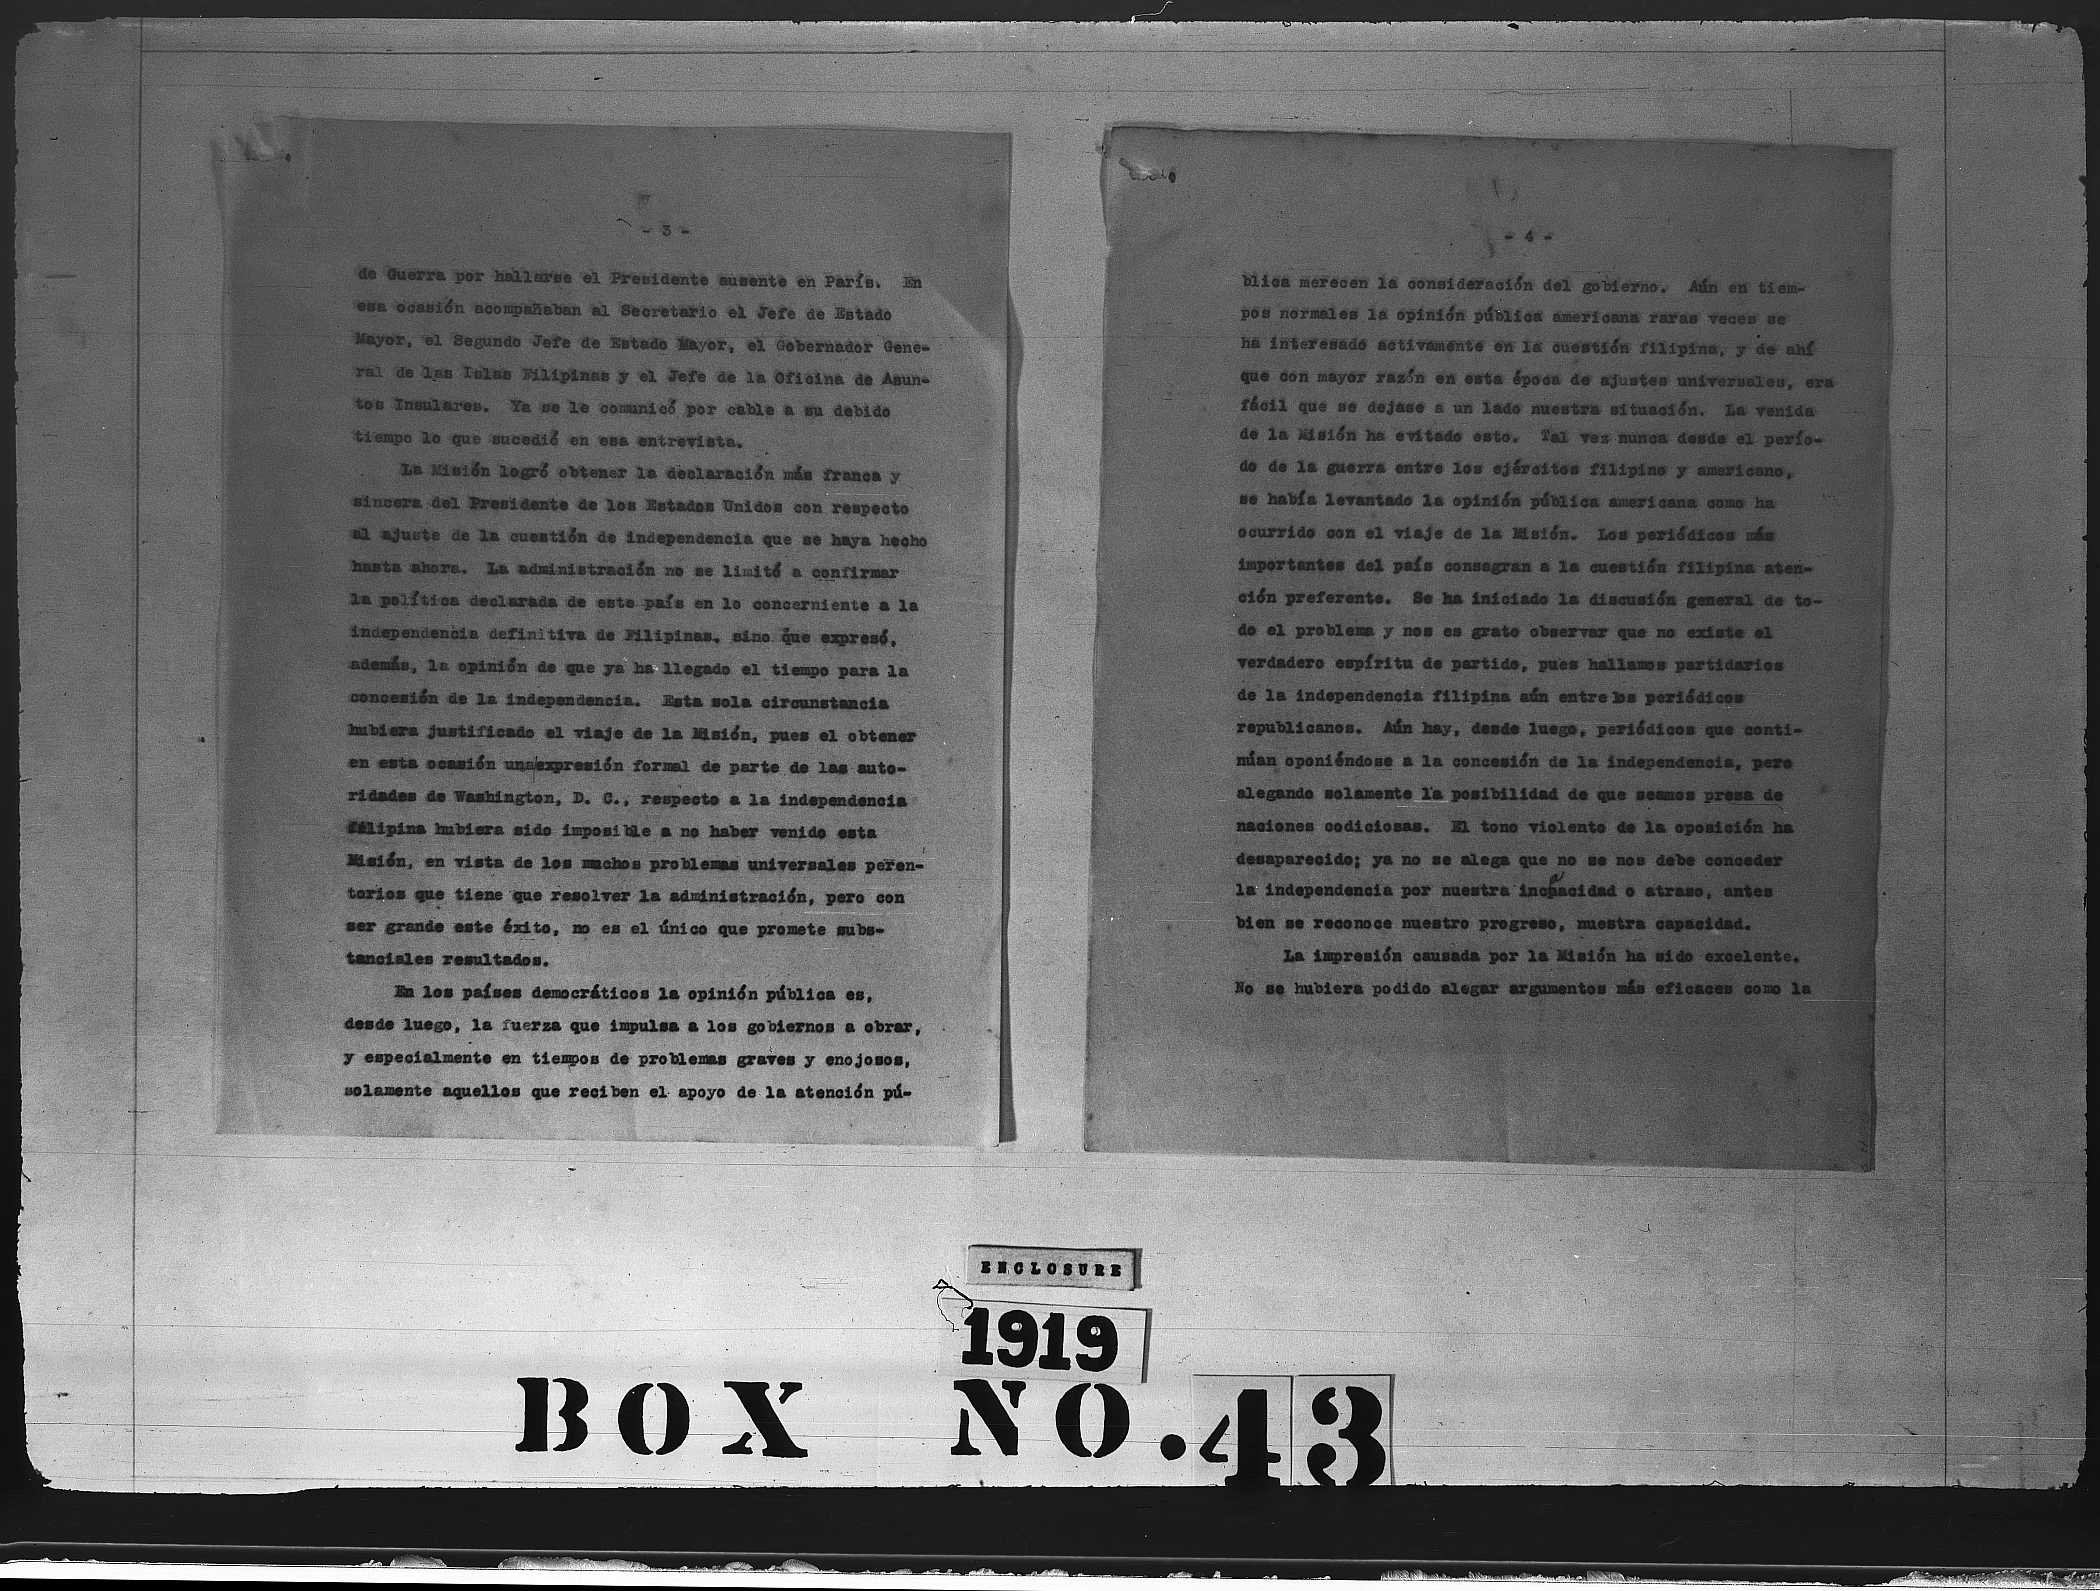 - 3 -
de Guerra por hallarse el Presidente ausente en París. En
esa ocasión acompañaban al Secretario el Jefe de Estado
Mayor, el Segundo Jefe de Estado Mayor, el Gobernador Gene-
ral de las Islas Filipinas y el Jefe de la Oficina de Asun-
tos Insulares. Ya se le comunicó por cable a su debido
tiempo lo que sucedió en esa entrevista.
La Misión logró obtener la declaración más franca y
sincera del Presidente de los Estados Unidos con respecto
al ajuste de la cuestión de independencia que se haya hecho
hasta ahora. La administración no se limitó a confirmar
la política declarada de este país en lo concerniente a la
independencia definitiva de Filipinas, sino que expresó,
además, la opinión de que ya ha llegado el tiempo para la
concesión de la independencia. Esta sola circunstancia
hubiera justificado el viaje de la Misión, pues el obtener
en esta ocasión una expresión formal de parte de las auto-
ridades de Washington, D. C., respecto a la independencia
filipina hubiera sido imposible a no haber venido esta
Misión, en vista de los muchos problemas universales peren-
torios que tiene que resolver la administración, pero con
ser grande este éxito, no es el único que promete subs-
tanciales resultados.
En los países democráticos la opinión pública es,
desde luego, la fuerza que impulsa a los gobiernos a obrar,
y especialmente en tiempos de problemas graves y enojosos,
solamente aquellos que reciben el apoyo de la atención pú-
- 4 -
blica merecen la consideración del gobierno. Aún en tiem-
pos normales la opinión pública americana raras veces se
ha interesado activamente en la cuestión filipina, y de ahí
que con mayor razón en esta época de ajustes universales, era
fácil que se dejase a un lado nuestra situación. La venida
de la Misión ha evitado esto. Tal vez nunca desde el perío-
do de la guerra entre los ejércitos filipino y americano,
se había levantado la opinión pública americana como ha
ocurrido con el viaje de la Misión. Los periódicos más
importantes del país consagran a la cuestión filipina aten-
ción preferente. Se ha iniciado la discusión general de to-
do el problema y nos es grato observar que no existe el
verdadero espíritu de partido, pues hallamos partidarios
de la independencia filipina aún entre los periódicos
republicanos. Aún hay, desde luego, periódicos que conti-
núan oponiéndose a la concesión de la independencia, pero
alegando solamente la posibilidad de que seamos presa de
naciones codiciosas. El tono violento de la oposición ha
desaparecido; ya no se alega que no se nos debe conceder
la independencia por nuestra incapacidad o atraso, antes
bien se reconoce nuestro progreso, nuestra capacidad.
La impresión causada por la Misión ha sido excelente.
No se hubiera podido alegar argumentos más eficaces como la
ENCLOSURE
1919
BOX NO. 43